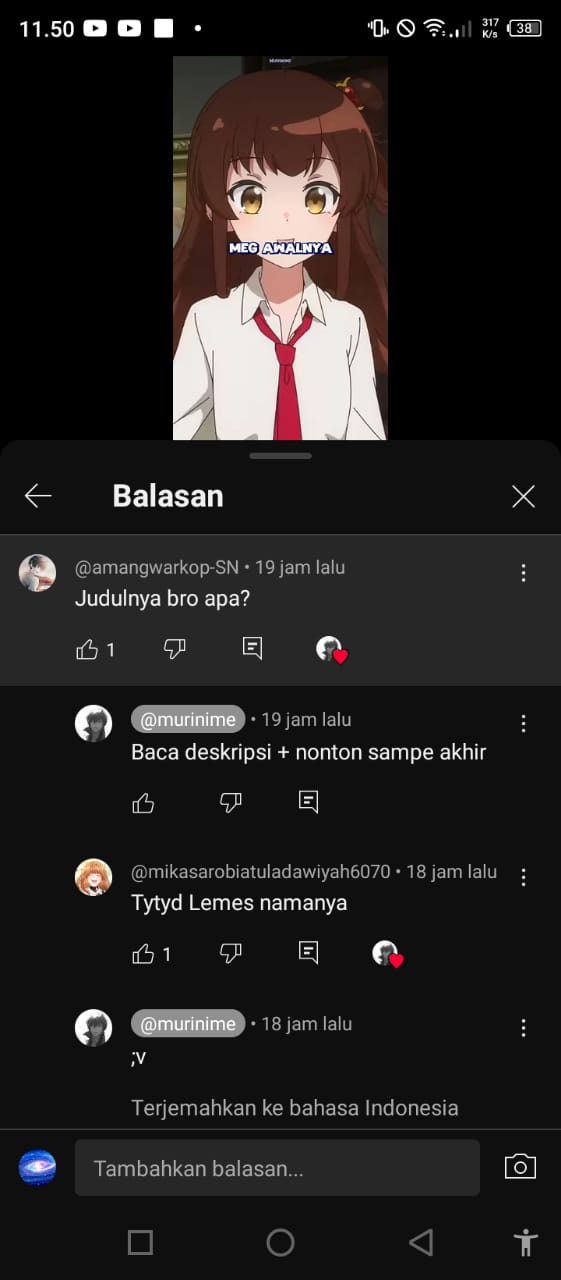 11.50
317
K/s
38
MEG AWALNYA
Balasan
@amangwarkop-SN • 19 jam lalu
Judulnya bro apa?
1
@murinime • 19 jam lalu
Baca deskripsi + nonton sampe akhir
@mikasarobiatuladawiyah6070 • 18 jam lalu
Tytyd Lemes namanya
1
@murinime • 18 jam lalu
;v
Terjemahkan ke bahasa Indonesia
Tambahkan balasan...